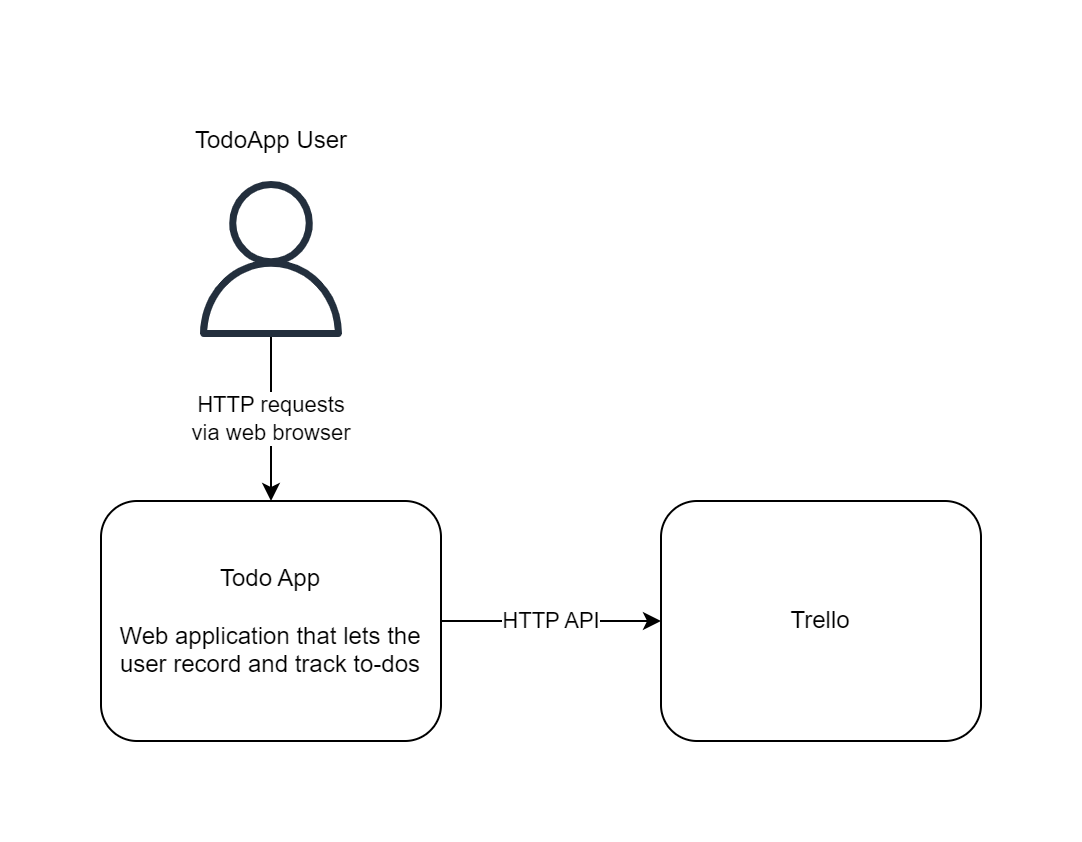 TodoApp User
HTTP requests
via web browser
Todo App
Web application that lets the
user record and track to-dos
HTTP API
Trello